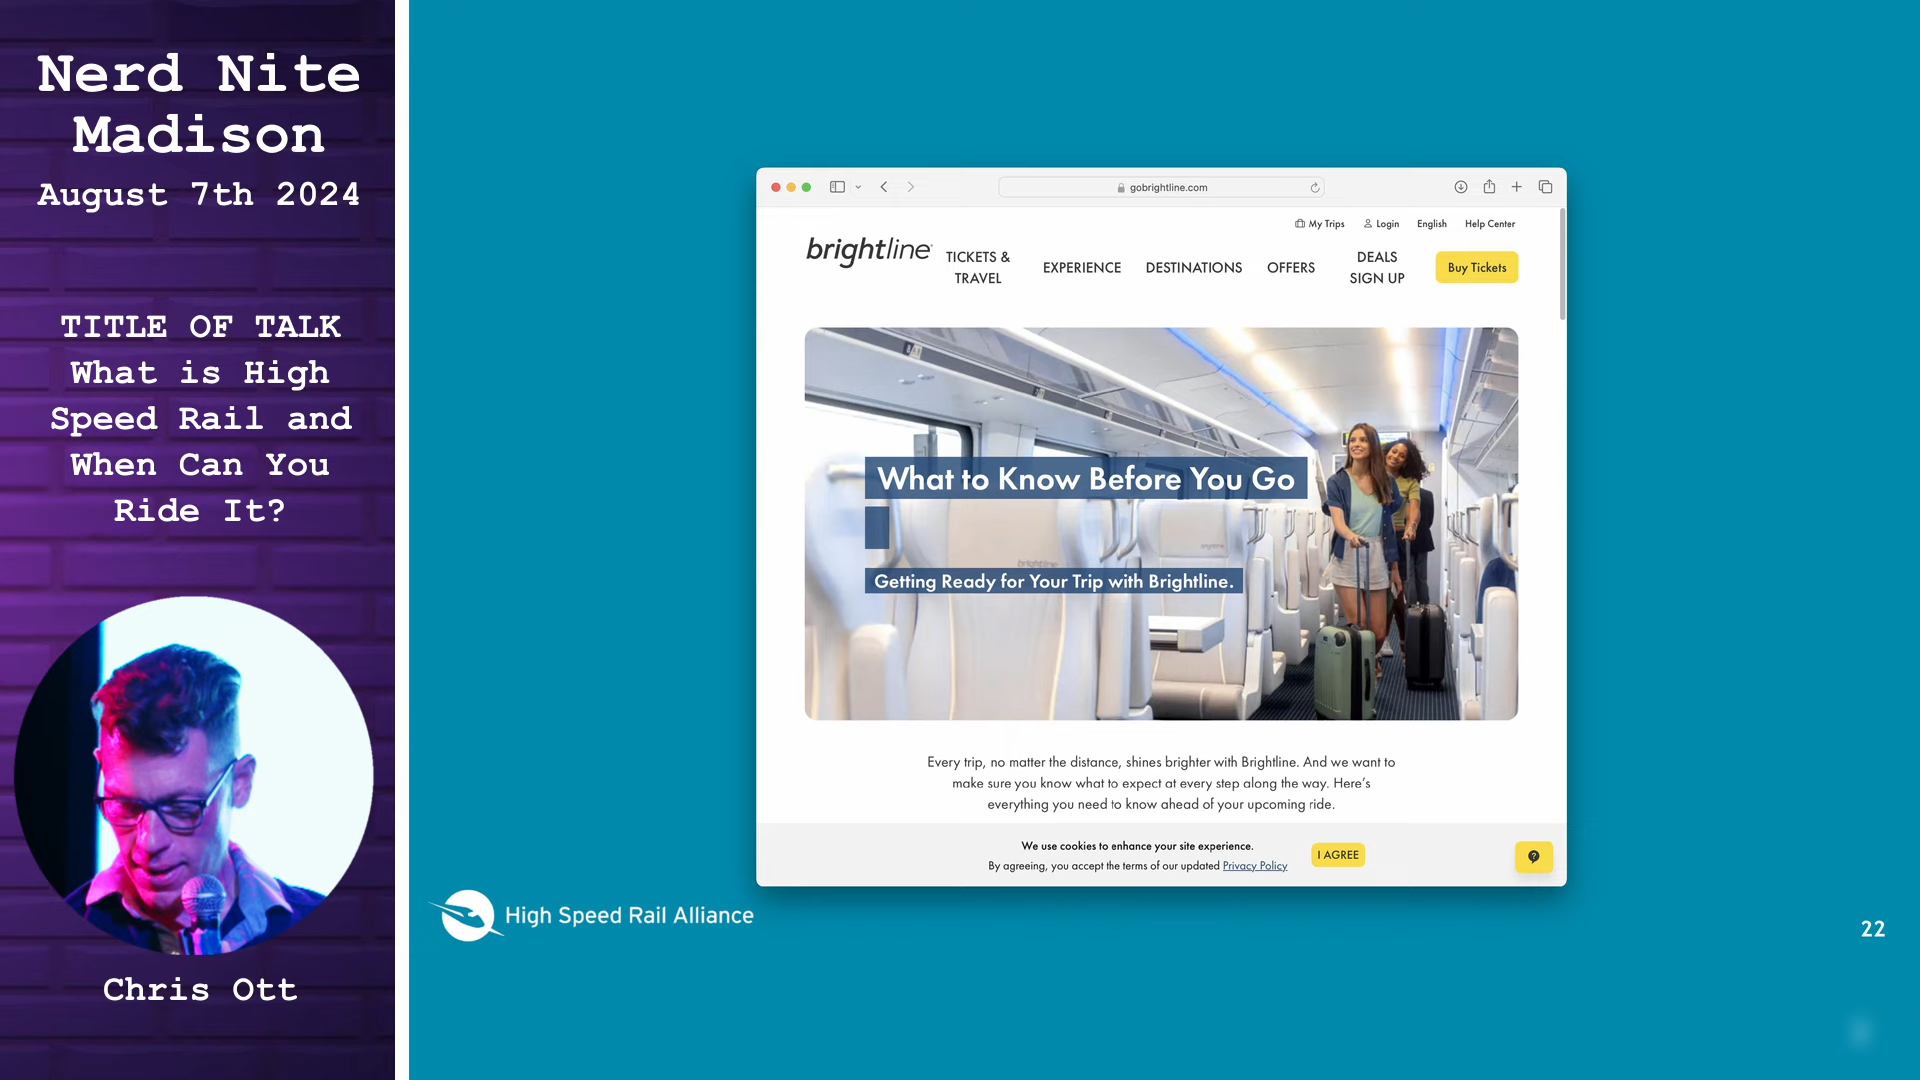 Nerd Nite
Madison
August 7th 2024
TITLE OF TALK
What is High
Speed Rail and
When Can You
Ride It?
Chris Ott
gobrightline.com
My Trips
Login
English
Help Center
brightline
TICKETS &
TRAVEL
EXPERIENCE
DESTINATIONS
OFFERS
DEALS
SIGN UP
Buy Tickets
What to Know Before You Go
Getting Ready for Your Trip with Brightline.
Every trip, no matter the distance, shines brighter with Brightline. And we want to
make sure you know what to expect at every step along the way. Here's
everything you need to know ahead of your upcoming ride.
We use cookies to enhance your site experience.
By agreeing, you accept the terms of our updated Privacy Policy
I AGREE
High Speed Rail Alliance
22